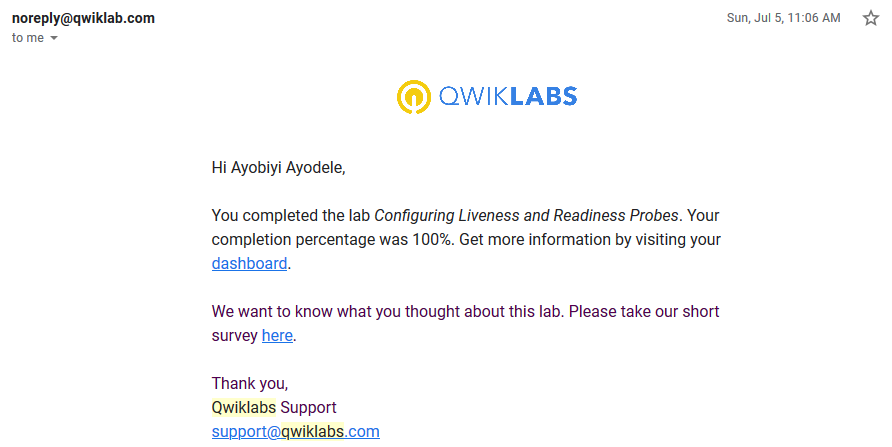 noreply@qwiklab.com
Sun, Jul 5, 11:06 AM
to me
QWIKLABS
Hi Ayobiyi Ayodele,
You completed the lab Configuring Liveness and Readiness Probes. Your
completion percentage was 100%. Get more information by visiting your
dashboard.
We want to know what you thought about this lab. Please take our short
survey here.
Thank you,
Qwiklabs Support
support@qwiklabs.com